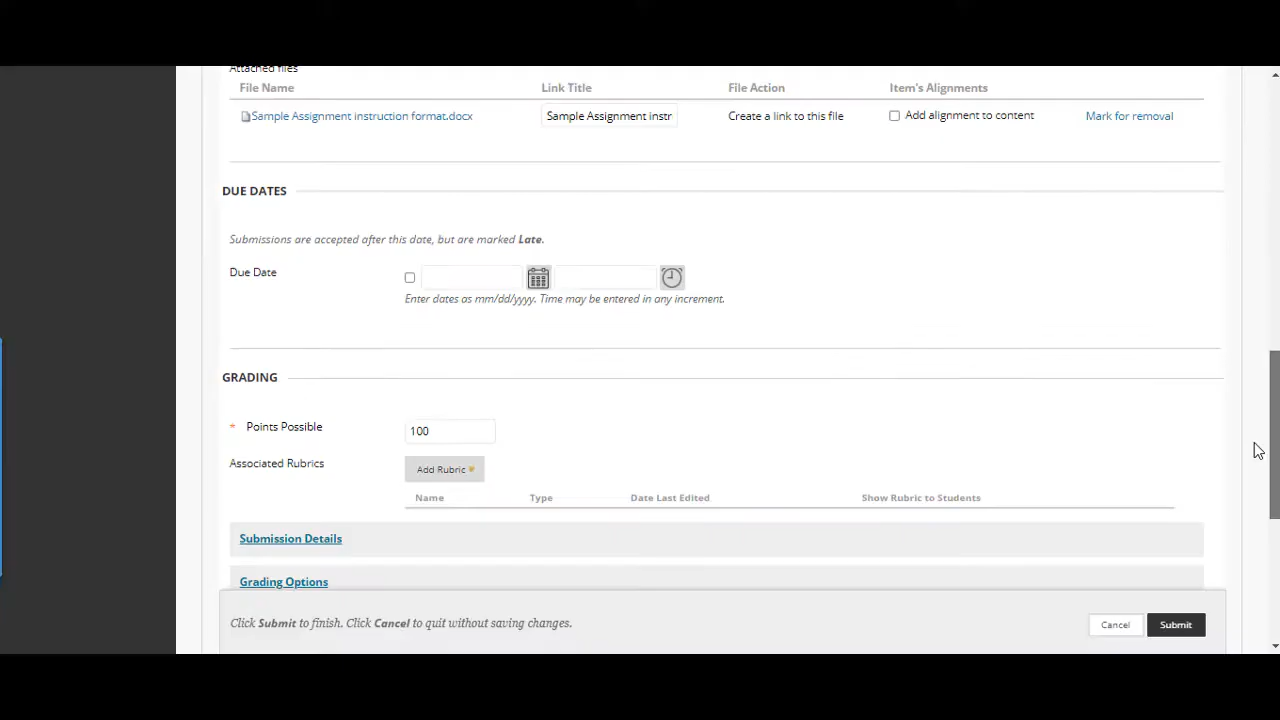 Attached files
File Name Link Title File Action Item's Alignments
Sample Assignment instruction format.docx Sample Assignment instr Create a link to this file Add alignment to content Mark for removal
DUE DATES
Submissions are accepted after this date, but are marked Late.
Due Date
Enter dates as mm/dd/yyyy. Time may be entered in any increment.
GRADING
* Points Possible 100
Associated Rubrics Add Rubric
Name Type Date Last Edited Show Rubric to Students
Submission Details
Grading Options
Click Submit to finish. Click Cancel to quit without saving changes. Cancel Submit